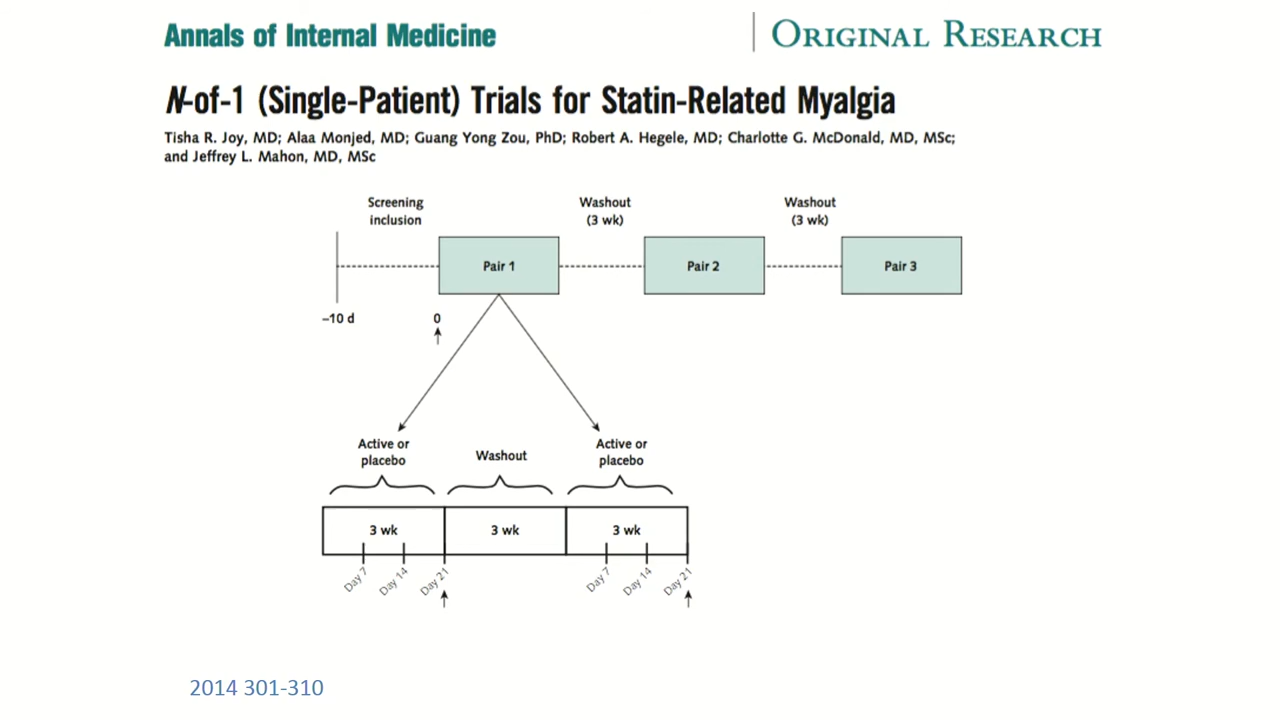 Annals of Internal Medicine
ORIGINAL RESEARCH
N-of-1 (Single-Patient) Trials for Statin-Related Myalgia
Tisha R. Joy, MD; Alaa Monjed, MD; Guang Yong Zou, PhD; Robert A. Hegele, MD; Charlotte G. McDonald, MD, MSc;
and Jeffrey L. Mahon, MD, MSc
Screening
inclusion
Washout
(3 wk)
Washout
(3 wk)
Pair 1
Pair 2
Pair 3
–10 d
0
Active or
placebo
Washout
Active or
placebo
3 wk
3 wk
3 wk
Day 7
Day 14
Day 21
Day 7
Day 14
Day 21
2014 301-310